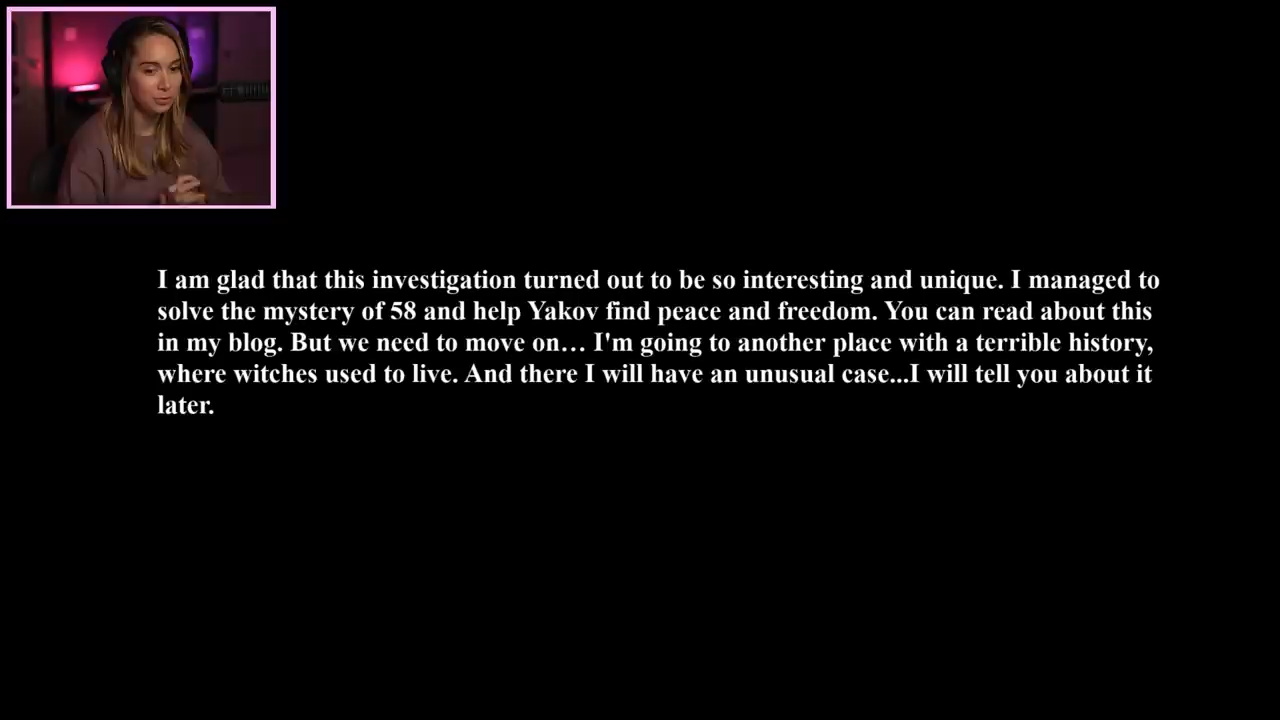 I am glad that this investigation turned out to be so interesting and unique. I managed to
solve the mystery of 58 and help Yakov find peace and freedom. You can read about this
in my blog. But we need to move on… I'm going to another place with a terrible history,
where witches used to live. And there I will have an unusual case...I will tell you about it
later.